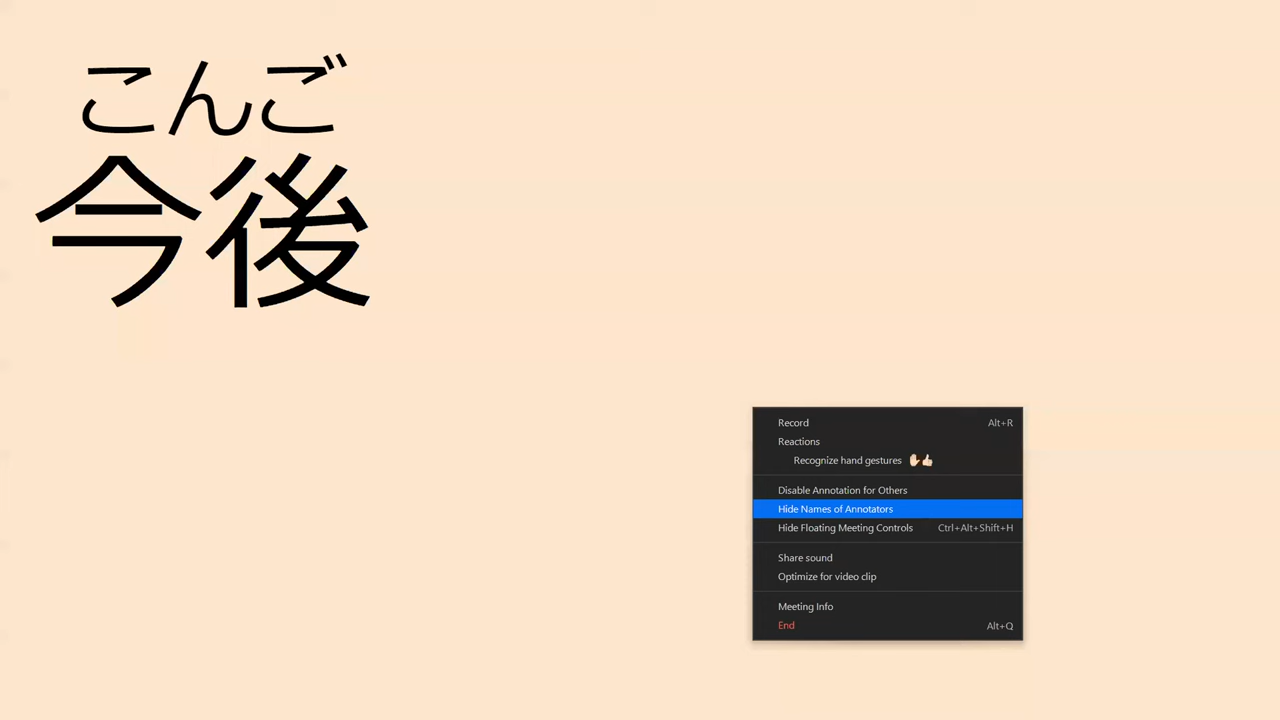 こんご
今後
Record Alt+R
Reactions
Recognize hand gestures ✋👍
Disable Annotation for Others
Hide Names of Annotators
Hide Floating Meeting Controls Ctrl+Alt+Shift+H
Share sound
Optimize for video clip
Meeting Info
End Alt+Q